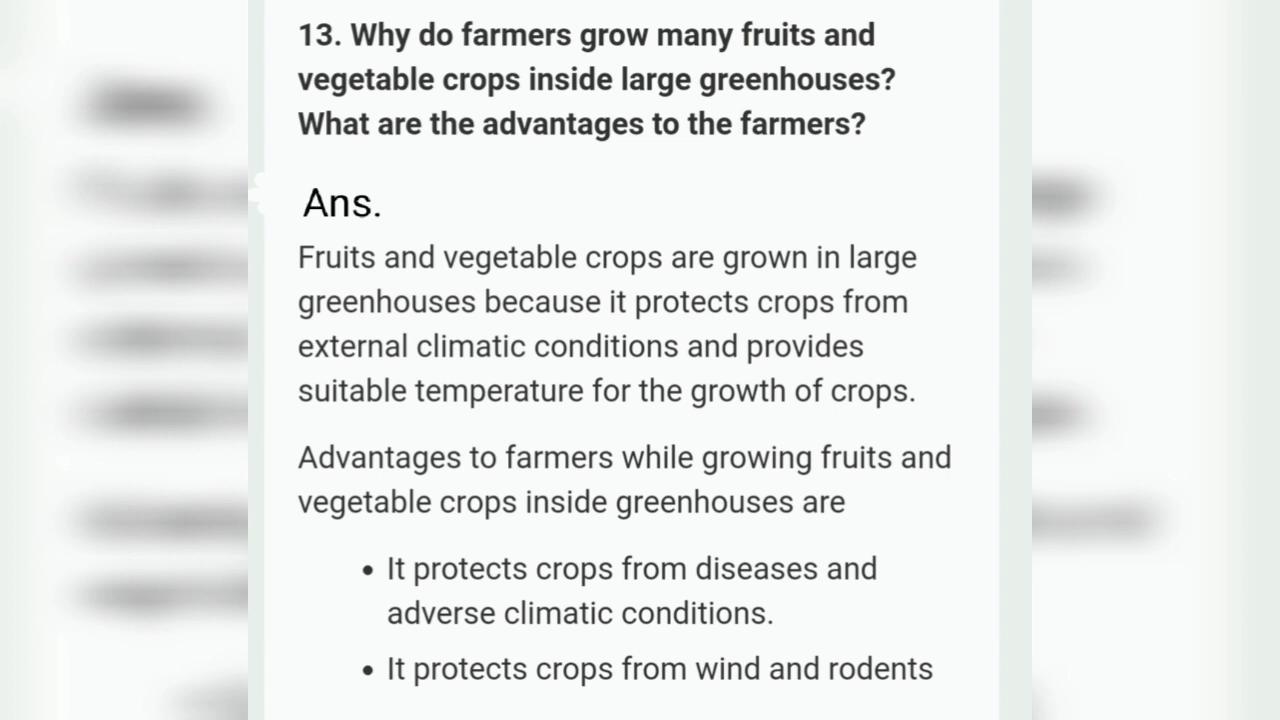 13. Why do farmers grow many fruits and
vegetable crops inside large greenhouses?
What are the advantages to the farmers?
Ans.
Fruits and vegetable crops are grown in large
greenhouses because it protects crops from
external climatic conditions and provides
suitable temperature for the growth of crops.
Advantages to farmers while growing fruits and
vegetable crops inside greenhouses are
• It protects crops from diseases and
adverse climatic conditions.
• It protects crops from wind and rodents